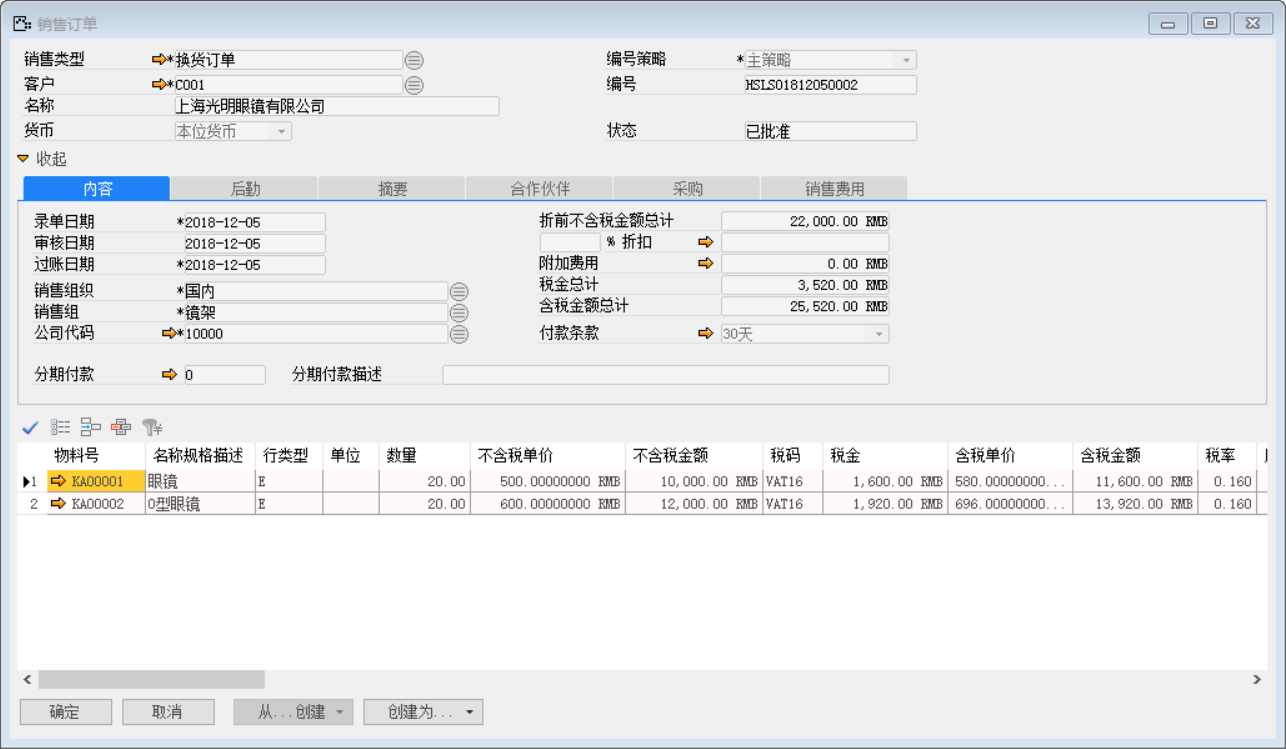 销售订单
销售类型 *换货订单 编号策略 *主策略
客户 *C001 编号 HSLS01812050002
名称 上海光明眼镜有限公司
货币 本位货币 状态 已批准
收起
内容 后勤 摘要 合作伙伴 采购 销售费用
录单日期 *2018-12-05 折前不含税金额总计 22,000.00 RMB
审核日期 2018-12-05 % 折扣
过账日期 *2018-12-05 附加费用 0.00 RMB
销售组织 *国内 税金总计 3,520.00 RMB
销售组 *镜架 含税金额总计 25,520.00 RMB
公司代码 *10000 付款条款 30天
分期付款 0 分期付款描述
物料号 名称规格描述 行类型 单位 数量 不含税单价 不含税金额 税码 税金 含税单价 含税金额 税率
1 KA00001 眼镜 E 20.00 500.00000000 RMB 10,000.00 RMB VAT16 1,600.00 RMB 580.00000000... 11,600.00 RMB 0.160
2 KA00002 O型眼镜 E 20.00 600.00000000 RMB 12,000.00 RMB VAT16 1,920.00 RMB 696.00000000... 13,920.00 RMB 0.160
确定 取消 从...创建 创建为...